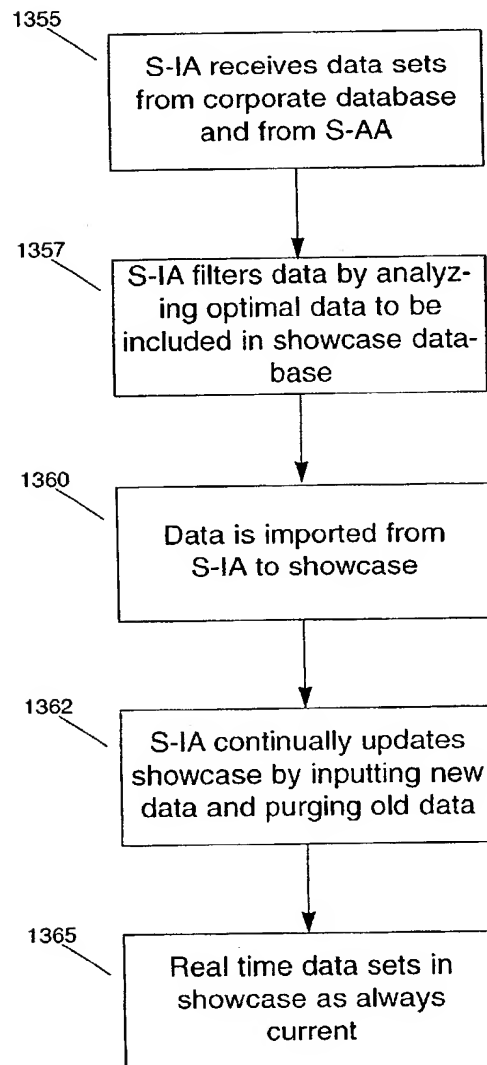 1355
S-IA receives data sets
from corporate database
and from S-AA
1357
S-IA filters data by analyz-
ing optimal data to be
included in showcase data-
base
1360
Data is imported from
S-IA to showcase
1362
S-IA continually updates
showcase by inputting new
data and purging old data
1365
Real time data sets in
showcase as always
current